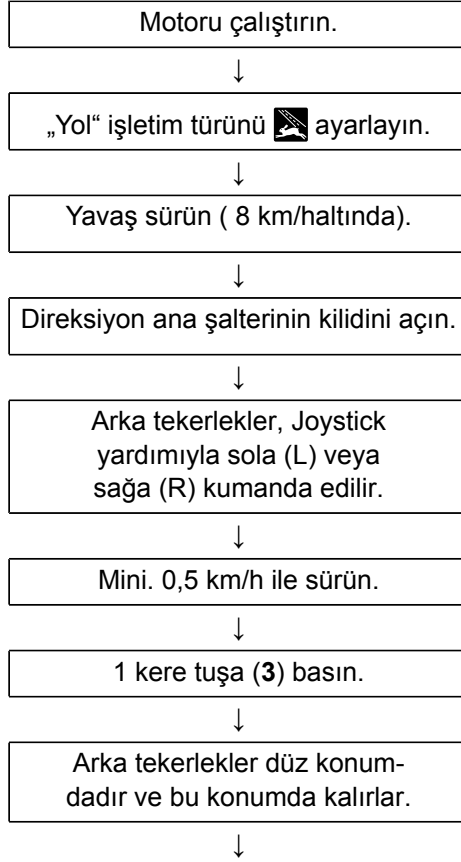 Motoru çalıştırın.
↓
„Yol“ işletim türünü ayarlayın.
↓
Yavaş sürün ( 8 km/haltında).
↓
Direksiyon ana şalterinin kilidini açın.
↓
Arka tekerlekler, Joystick
yardımıyla sola (L) veya
sağa (R) kumanda edilir.
↓
Mini. 0,5 km/h ile sürün.
↓
1 kere tuşa (3) basın.
↓
Arka tekerlekler düz konum-
dadır ve bu konumda kalırlar.
↓